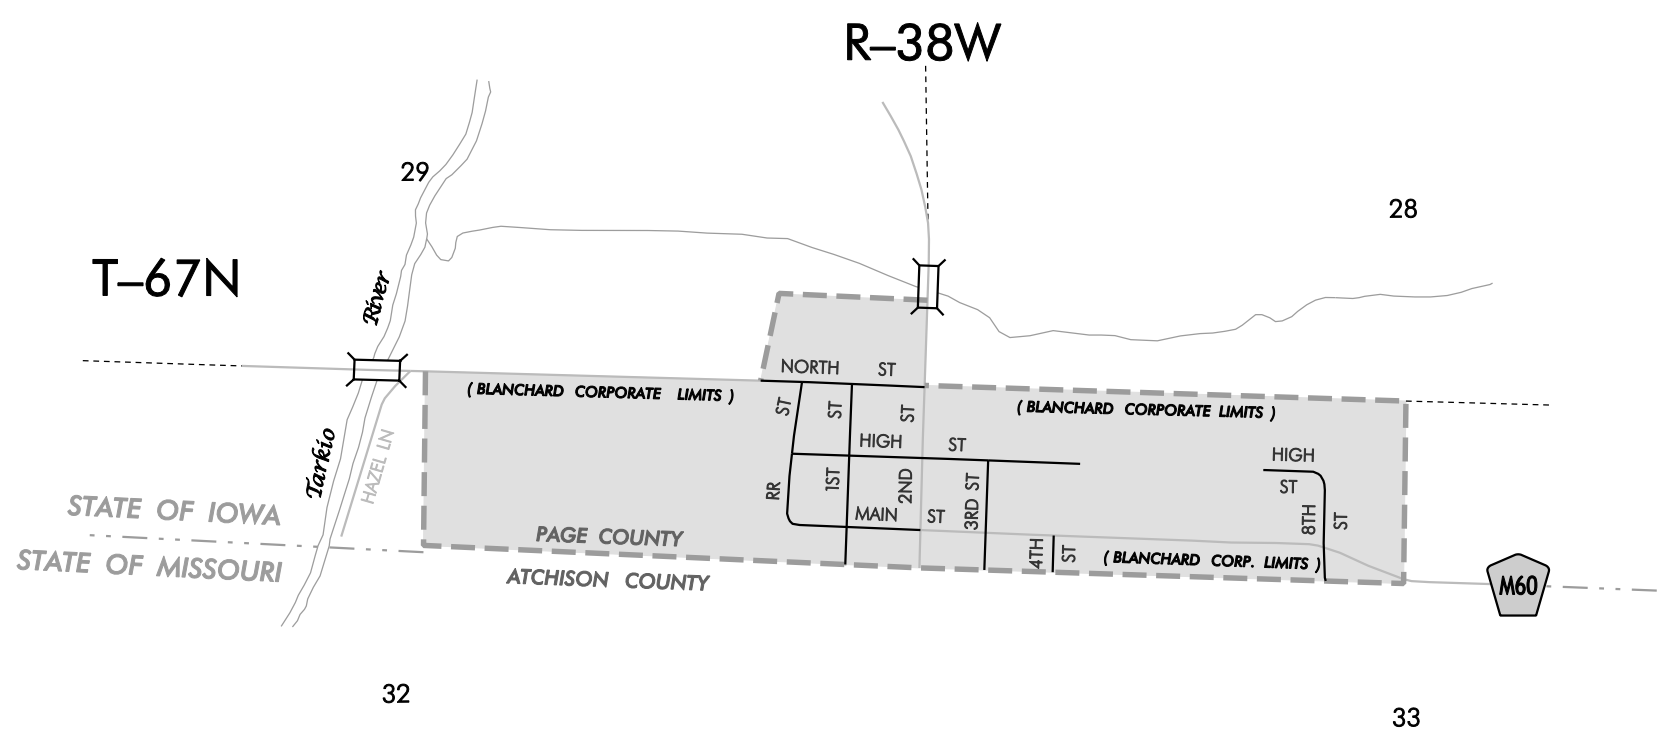 R–38W
29
28
T–67N
River
NORTH ST
( BLANCHARD CORPORATE LIMITS )
( BLANCHARD CORPORATE LIMITS )
ST
ST
ST
HIGH ST
HIGH
ST
Tarkio
HAZEL LN
RR
1ST
2ND
3RD ST
8TH ST
STATE OF IOWA
MAIN ST
PAGE COUNTY
4TH ST
( BLANCHARD CORP. LIMITS )
STATE OF MISSOURI
ATCHISON COUNTY
M60
32
33